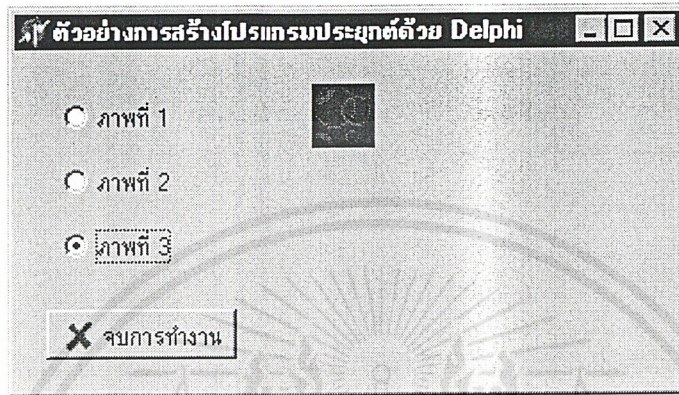 ตัวอย่างการสร้างโปรแกรมประยุกต์ด้วย Delphi
ภาพที่ 1
ภาพที่ 2
ภาพที่ 3
จบการทำงาน